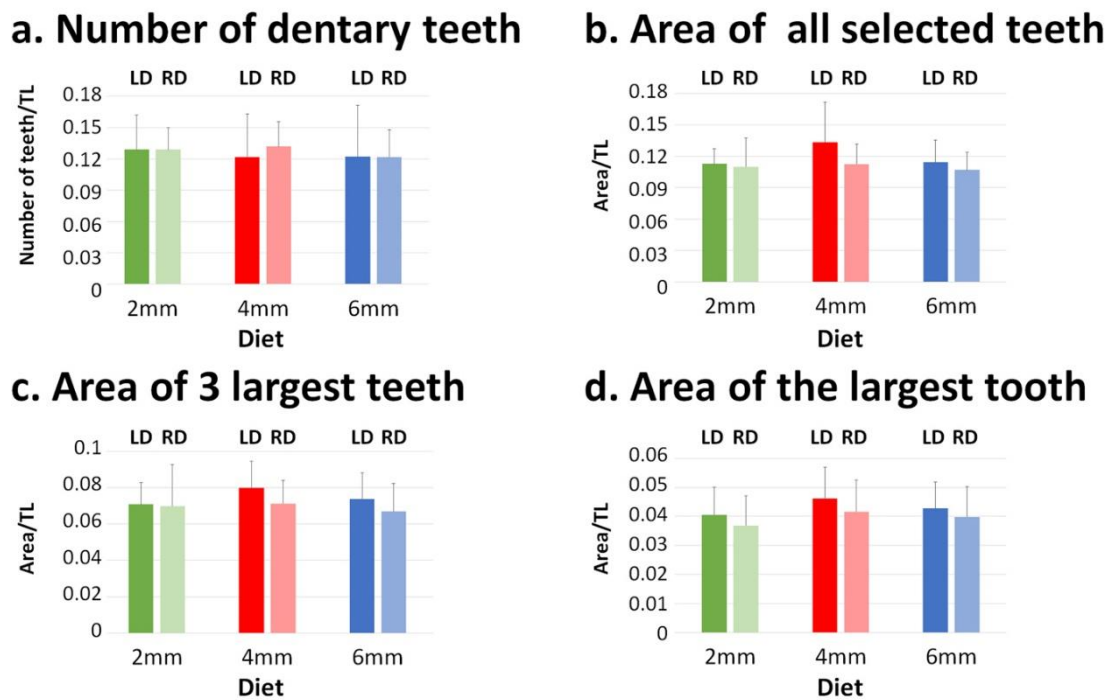 a. Number of dentary teeth
LD RD LD RD LD RD
0.18
0.15
0.12
0.09
0.06
0.03
0
Number of teeth/TL
2mm 4mm 6mm
Diet
b. Area of all selected teeth
LD RD LD RD LD RD
0.18
0.15
0.12
0.09
0.06
0.03
0
Area/TL
2mm 4mm 6mm
Diet
c. Area of 3 largest teeth
LD RD LD RD LD RD
0.1
0.08
0.06
0.04
0.02
0
Area/TL
2mm 4mm 6mm
Diet
d. Area of the largest tooth
LD RD LD RD LD RD
0.06
0.05
0.04
0.03
0.02
0.01
0
Area/TL
2mm 4mm 6mm
Diet